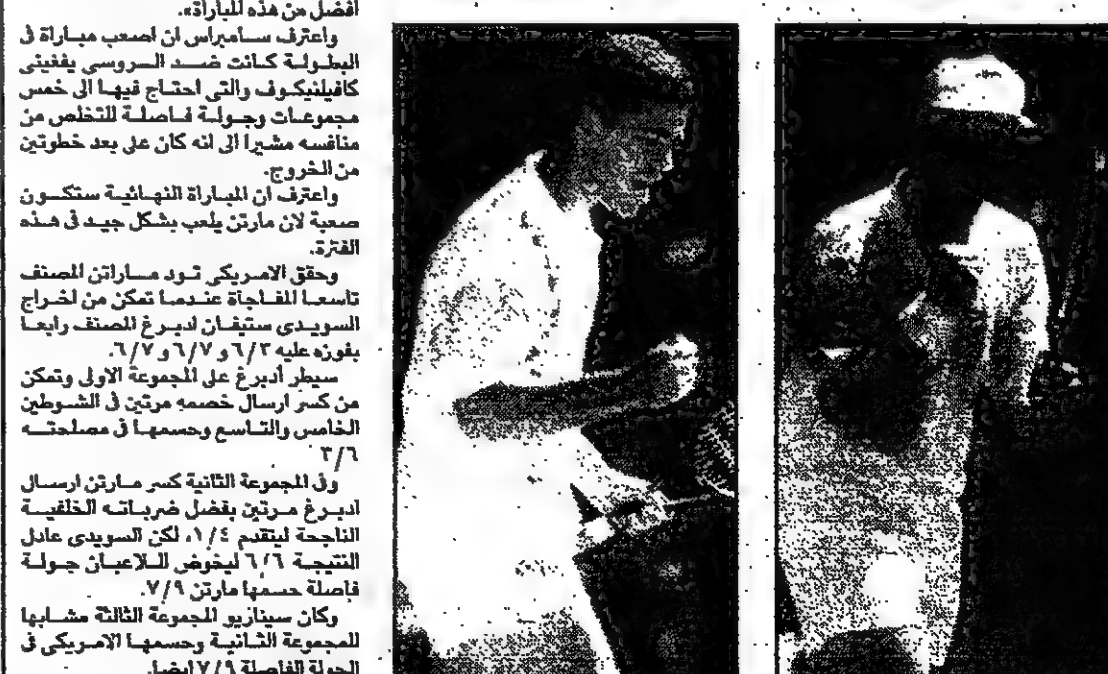 افضل من هذه المباراة».
واعترف سامبراس ان اصعب مباراة في
البطولة كانت ضد الروسي يفغيني
كافيلنيكوف والتي احتاج فيها الى خمس
مجموعات وجولة فاصلة للتخلص من
منافسه مشيرا الى انه كان على بعد خطوتين
من الخروج.
واعترف ان المباراة النهائية ستكون
صعبة لان مارتن يلعب بشكل جيد في هذه
الفترة.
وحقق الامريكي تود ماراتن المصنف
تاسعا المفاجأة عندما تمكن من اخراج
السويدي ستيفان ادبرغ المصنف رابعا
بفوزه عليه ٦/٣ و ٦/٧ و ٦/٧.
سيطر أدبرغ على المجموعة الاولى وتمكن
من كسر ارسال خصمه مرتين في الشوطين
الخامس والتاسع وحسمها في مصلحته
٣/٦
وفي المجموعة الثانية كسر مارتن ارسال
ادبرغ مرتين بفضل ضرباته الخلفية
الناجحة ليتقدم ١/٤، لكن السويدي عادل
النتيجة ٦/٦ ليخوض اللاعبان جولة
فاصلة حسمها مارتن ٧/٩.
وكان سيناريو المجموعة الثالثة مشابها
للمجموعة الثانية وحسمها الامريكي في
الجولة الفاصلة ٧/٩ ايضا.